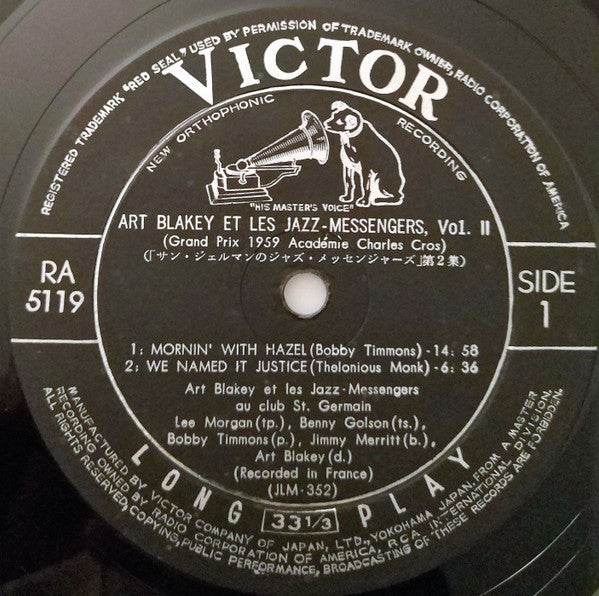 REGISTERED TRADEMARK "RED SEAL" USED BY PERMISSION OF TRADEMARK OWNER, RADIO CORPORATION OF AMERICA
VICTOR
NEW ORTHOPHONIC RECORDING
"HIS MASTER'S VOICE"
ART BLAKEY ET LES JAZZ-MESSENGERS, Vol. II
(Grand Prix 1959 Académie Charles Cros)
(「サン・ジェルマンのジャズ・メッセンジャーズ」第2集)
RA
5119
SIDE
1
1: MORNIN' WITH HAZEL (Bobby Timmons) - 14: 58
2: WE NAMED IT JUSTICE (Thelonious Monk) - 6: 36
Art Blakey et les Jazz-Messengers
au club St. Germain
Lee Morgan (tp.), Benny Golson (ts.),
Bobby Timmons (p.), Jimmy Merritt (b.),
Art Blakey (d.)
(Recorded in France)
(JLM-352)
LONG 33 1/3 PLAY
MANUFACTURED BY VICTOR COMPANY OF JAPAN, LTD., YOKOHAMA, JAPAN, FROM A MASTER
RECORDING OWNED BY RADIO CORPORATION OF AMERICA, RCA INTERNATIONAL DIVISION.
ALL RIGHTS RESERVED, COPYING, PUBLIC PERFORMANCE, BROADCASTING OF THESE RECORDS ARE FORBIDDEN.